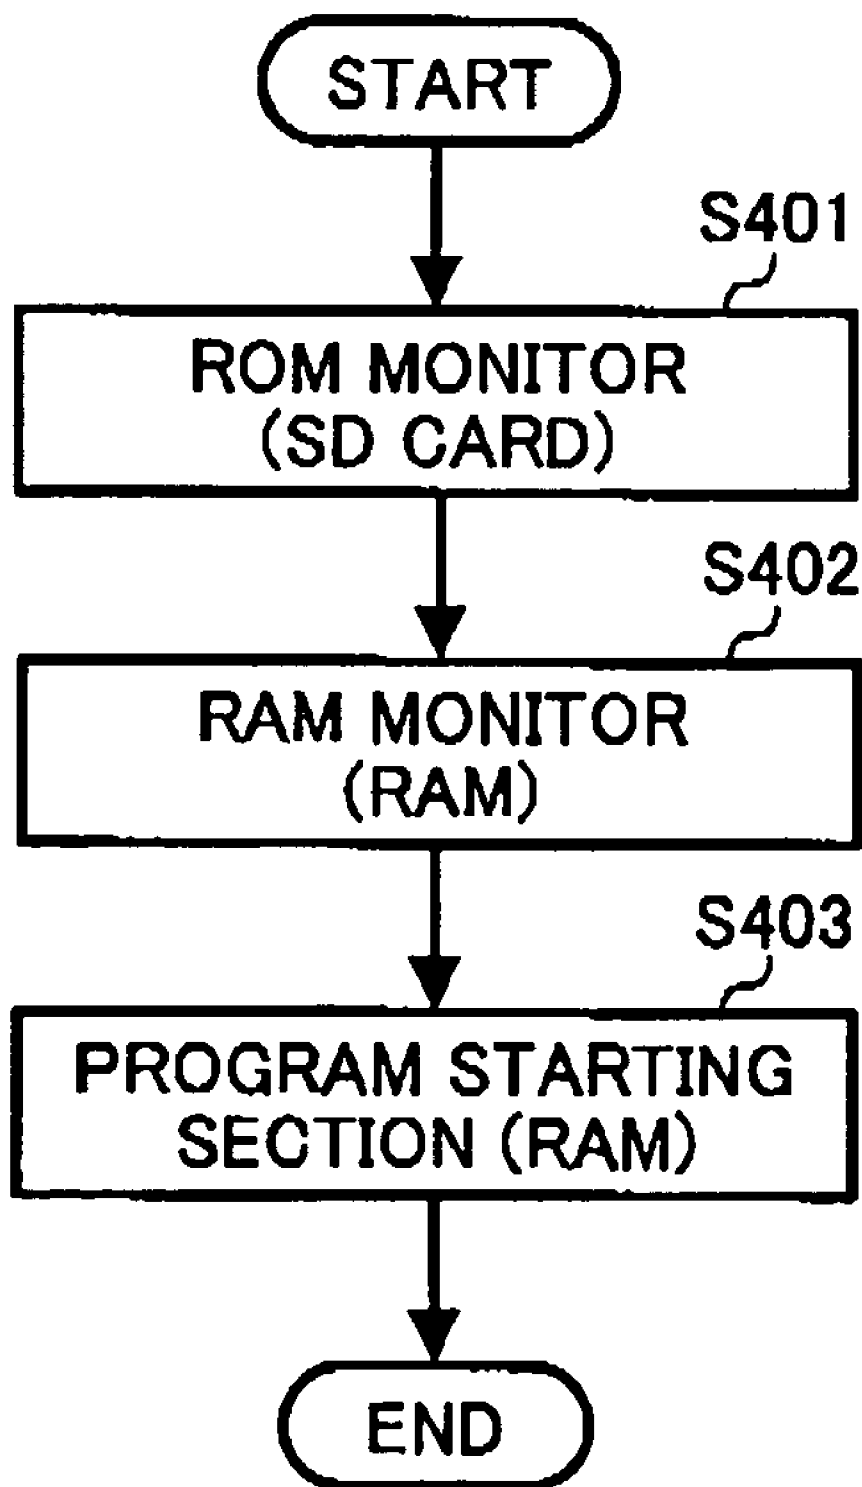 START
S401
ROM MONITOR
(SD CARD)
S402
RAM MONITOR
(RAM)
S403
PROGRAM STARTING
SECTION (RAM)
END